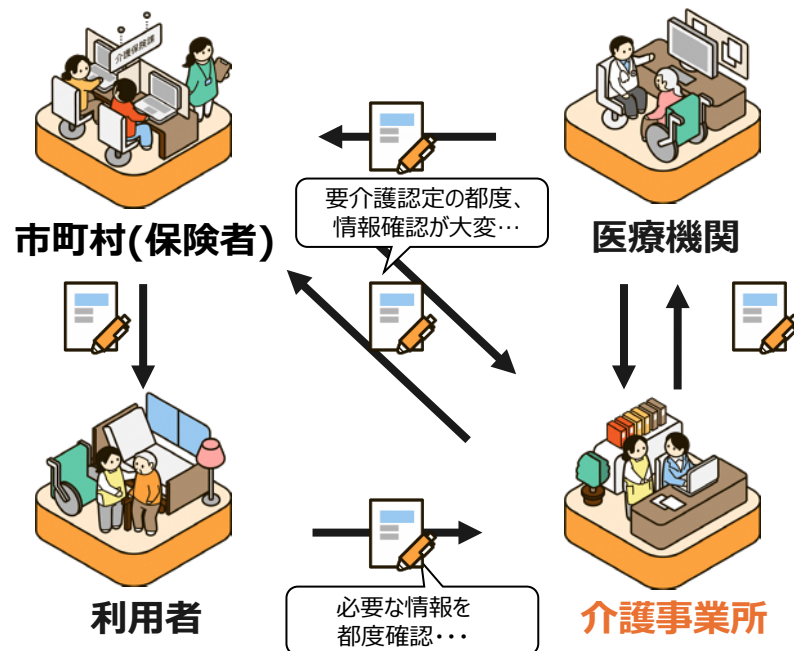 介護保険課
要介護認定の都度、
情報確認が大変…
市町村(保険者)
医療機関
必要な情報を
都度確認・・・
利用者
介護事業所